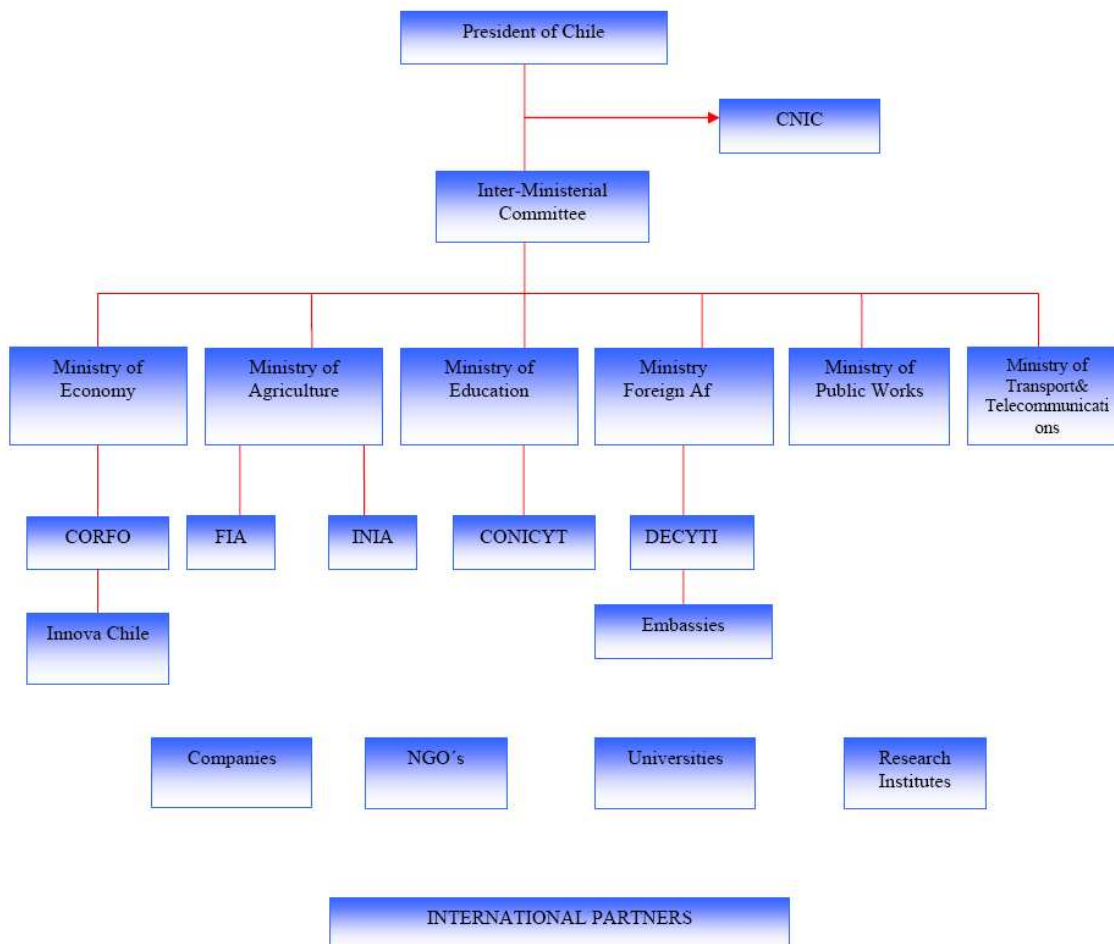 President of Chile
CNIC
Inter-Ministerial
Committee
Ministry of
Economy
Ministry of
Agriculture
Ministry of
Education
Ministry
Foreign Af
Ministry of
Public Works
Ministry of
Transport&
Telecommunicati
ons
CORFO
FIA
INIA
CONICYT
DECYTI
Innova Chile
Embassies
Companies
NGO´s
Universities
Research
Institutes
INTERNATIONAL PARTNERS